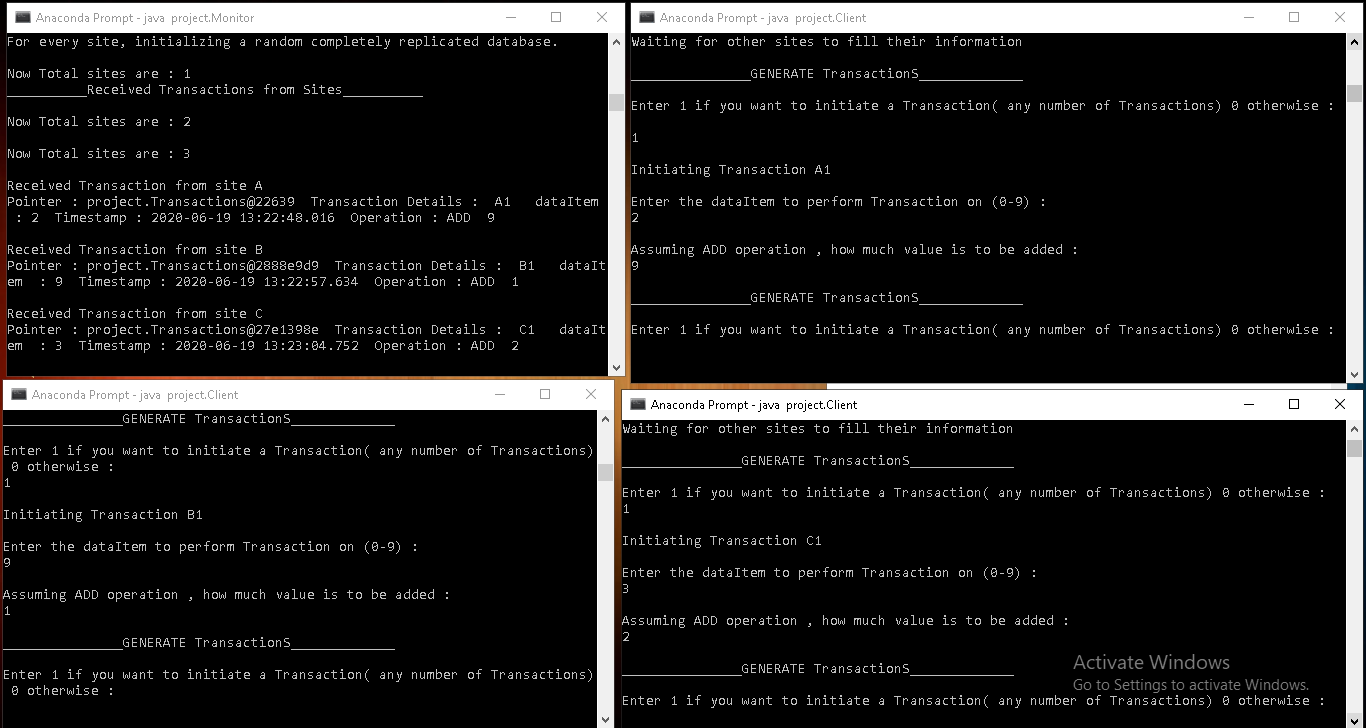 Anaconda Prompt - java project.Monitor
For every site, initializing a random completely replicated database.
Now Total sites are : 1
__________Received Transactions from Sites__________
Now Total sites are : 2
Now Total sites are : 3
Received Transaction from site A
Pointer : project.Transactions@22639 Transaction Details : A1 dataItem
: 2 Timestamp : 2020-06-19 13:22:48.016 Operation : ADD 9
Received Transaction from site B
Pointer : project.Transactions@2888e9d9 Transaction Details : B1 dataIt
em : 9 Timestamp : 2020-06-19 13:22:57.634 Operation : ADD 1
Received Transaction from site C
Pointer : project.Transactions@27e1398e Transaction Details : C1 dataIt
em : 3 Timestamp : 2020-06-19 13:23:04.752 Operation : ADD 2
Anaconda Prompt - java project.Client
Waiting for other sites to fill their information
_______________GENERATE TransactionS_____________
Enter 1 if you want to initiate a Transaction( any number of Transactions) 0 otherwise :
1
Initiating Transaction A1
Enter the dataItem to perform Transaction on (0-9) :
2
Assuming ADD operation , how much value is to be added :
9
_______________GENERATE TransactionS_____________
Enter 1 if you want to initiate a Transaction( any number of Transactions) 0 otherwise :
Anaconda Prompt - java project.Client
_______________GENERATE TransactionS_____________
Enter 1 if you want to initiate a Transaction( any number of Transactions)
0 otherwise :
1
Initiating Transaction B1
Enter the dataItem to perform Transaction on (0-9) :
9
Assuming ADD operation , how much value is to be added :
1
_______________GENERATE TransactionS_____________
Enter 1 if you want to initiate a Transaction( any number of Transactions)
0 otherwise :
Anaconda Prompt - java project.Client
Waiting for other sites to fill their information
_______________GENERATE TransactionS_____________
Enter 1 if you want to initiate a Transaction( any number of Transactions) 0 otherwise :
1
Initiating Transaction C1
Enter the dataItem to perform Transaction on (0-9) :
3
Assuming ADD operation , how much value is to be added :
2
_______________GENERATE TransactionS_____________
Enter 1 if you want to initiate a Transaction( any number of Transactions) 0 otherwise :
Activate Windows
Go to Settings to activate Windows.